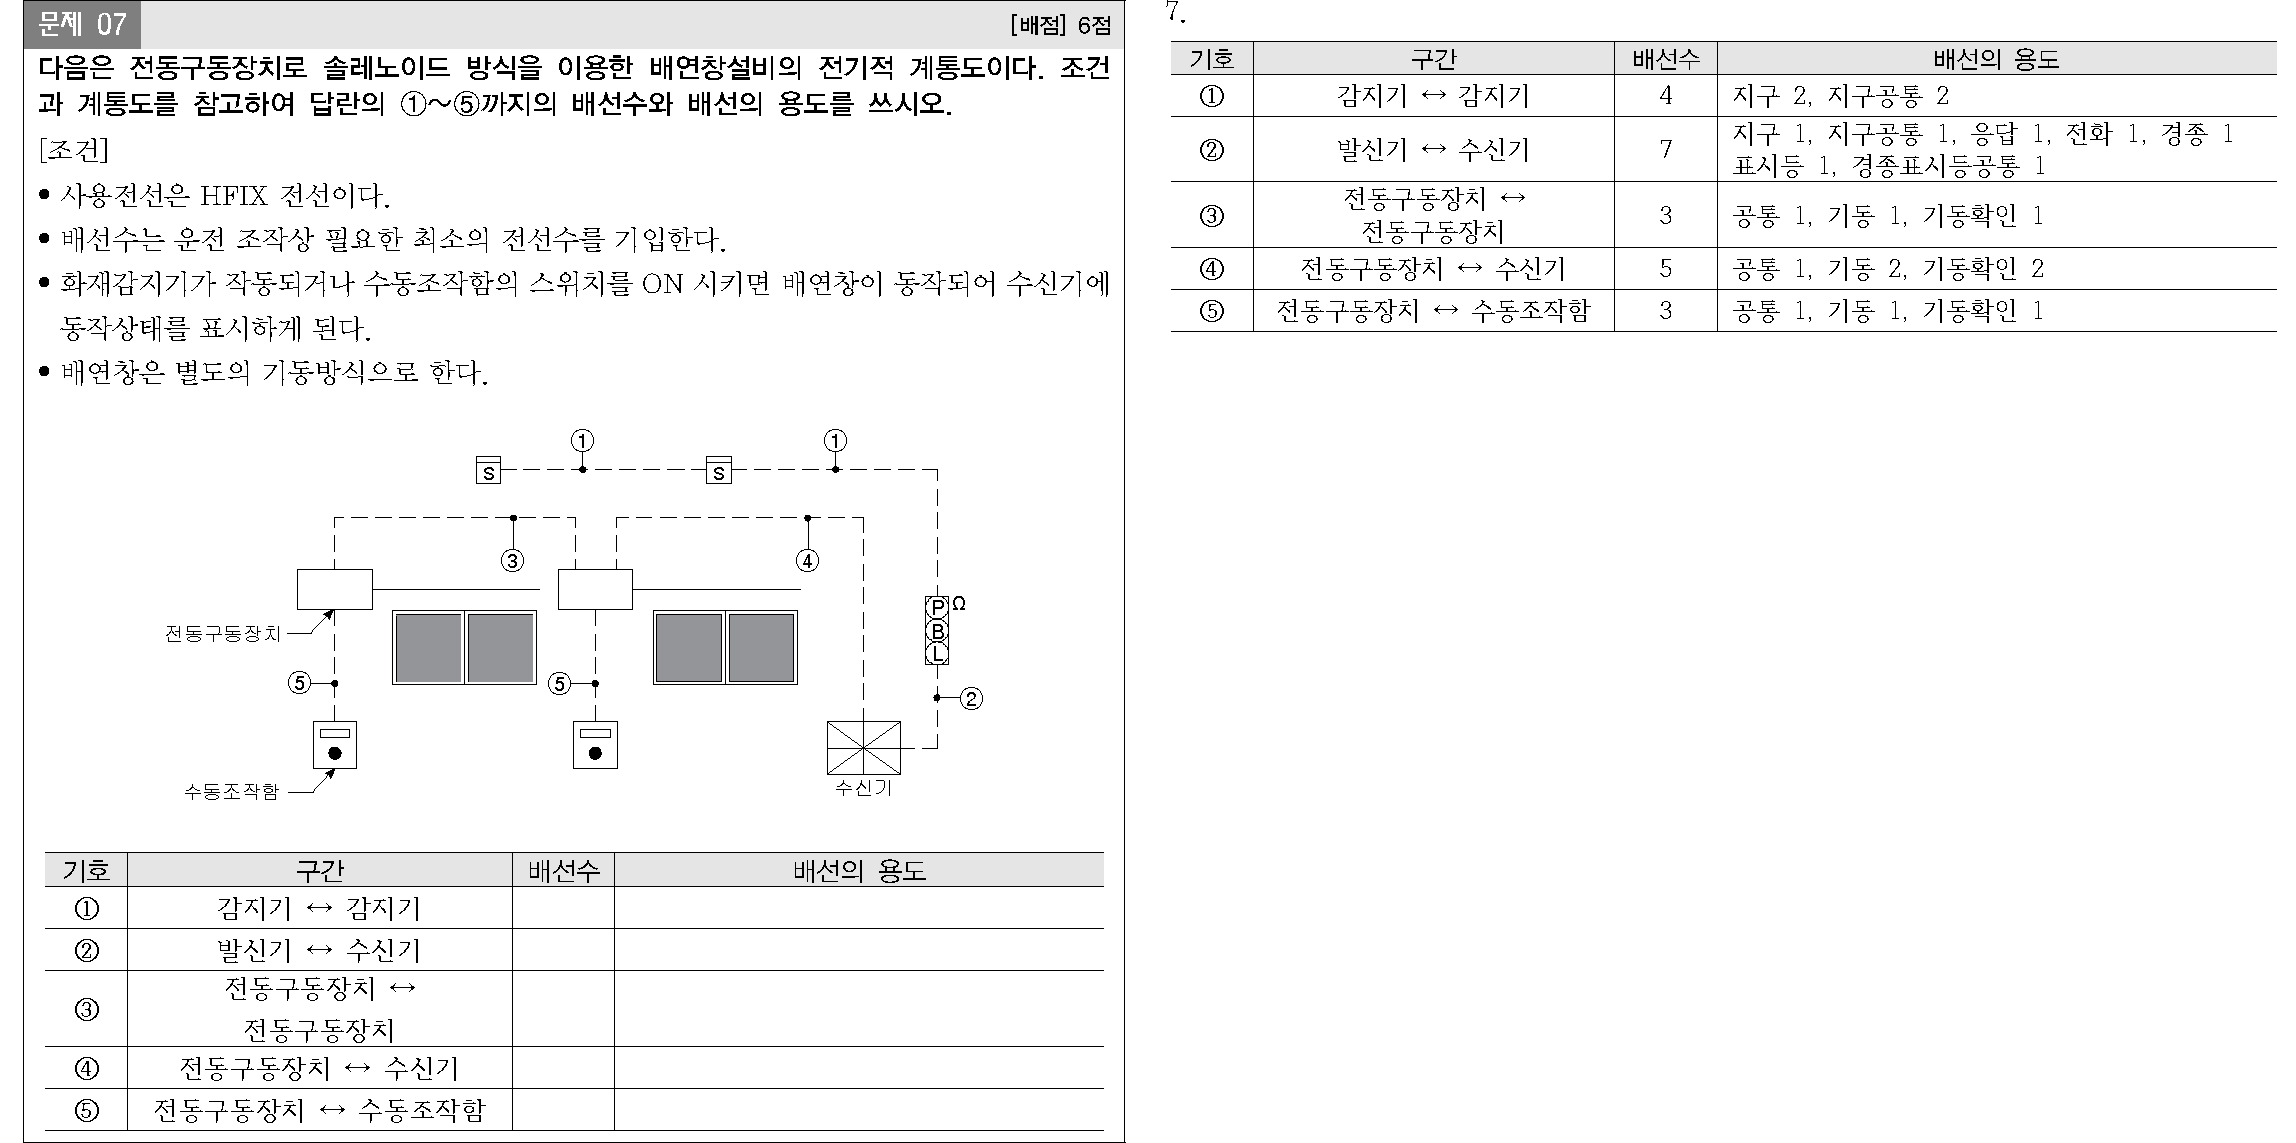 문제 07
[배점] 6점
다음은 전동구동장치로 솔레노이드 방식을 이용한 배연창설비의 전기적 계통도이다. 조건
과 계통도를 참고하여 답란의 ①～⑤까지의 배선수와 배선의 용도를 쓰시오.
[조건]
● 사용전선은 HFIX 전선이다.
● 배선수는 운전 조작상 필요한 최소의 전선수를 기입한다.
● 화재감지기가 작동되거나 수동조작함의 스위치를 ON 시키면 배연창이 동작되어 수신기에
동작상태를 표시하게 된다.
● 배연창은 별도의 기동방식으로 한다.
① ①
S S
③ ④
P Ω
B
L
전동구동장치
⑤ ⑤
②
수동조작함
수신기
기호 구간 배선수 배선의 용도
① 감지기 ↔ 감지기
② 발신기 ↔ 수신기
③ 전동구동장치 ↔
전동구동장치
④ 전동구동장치 ↔ 수신기
⑤ 전동구동장치 ↔ 수동조작함
7.
기호 구간 배선수 배선의 용도
① 감지기 ↔ 감지기 4 지구 2, 지구공통 2
② 발신기 ↔ 수신기 7 지구 1, 지구공통 1, 응답 1, 전화 1, 경종 1
표시등 1, 경종표시등공통 1
③ 전동구동장치 ↔
전동구동장치 3 공통 1, 기동 1, 기동확인 1
④ 전동구동장치 ↔ 수신기 5 공통 1, 기동 2, 기동확인 2
⑤ 전동구동장치 ↔ 수동조작함 3 공통 1, 기동 1, 기동확인 1